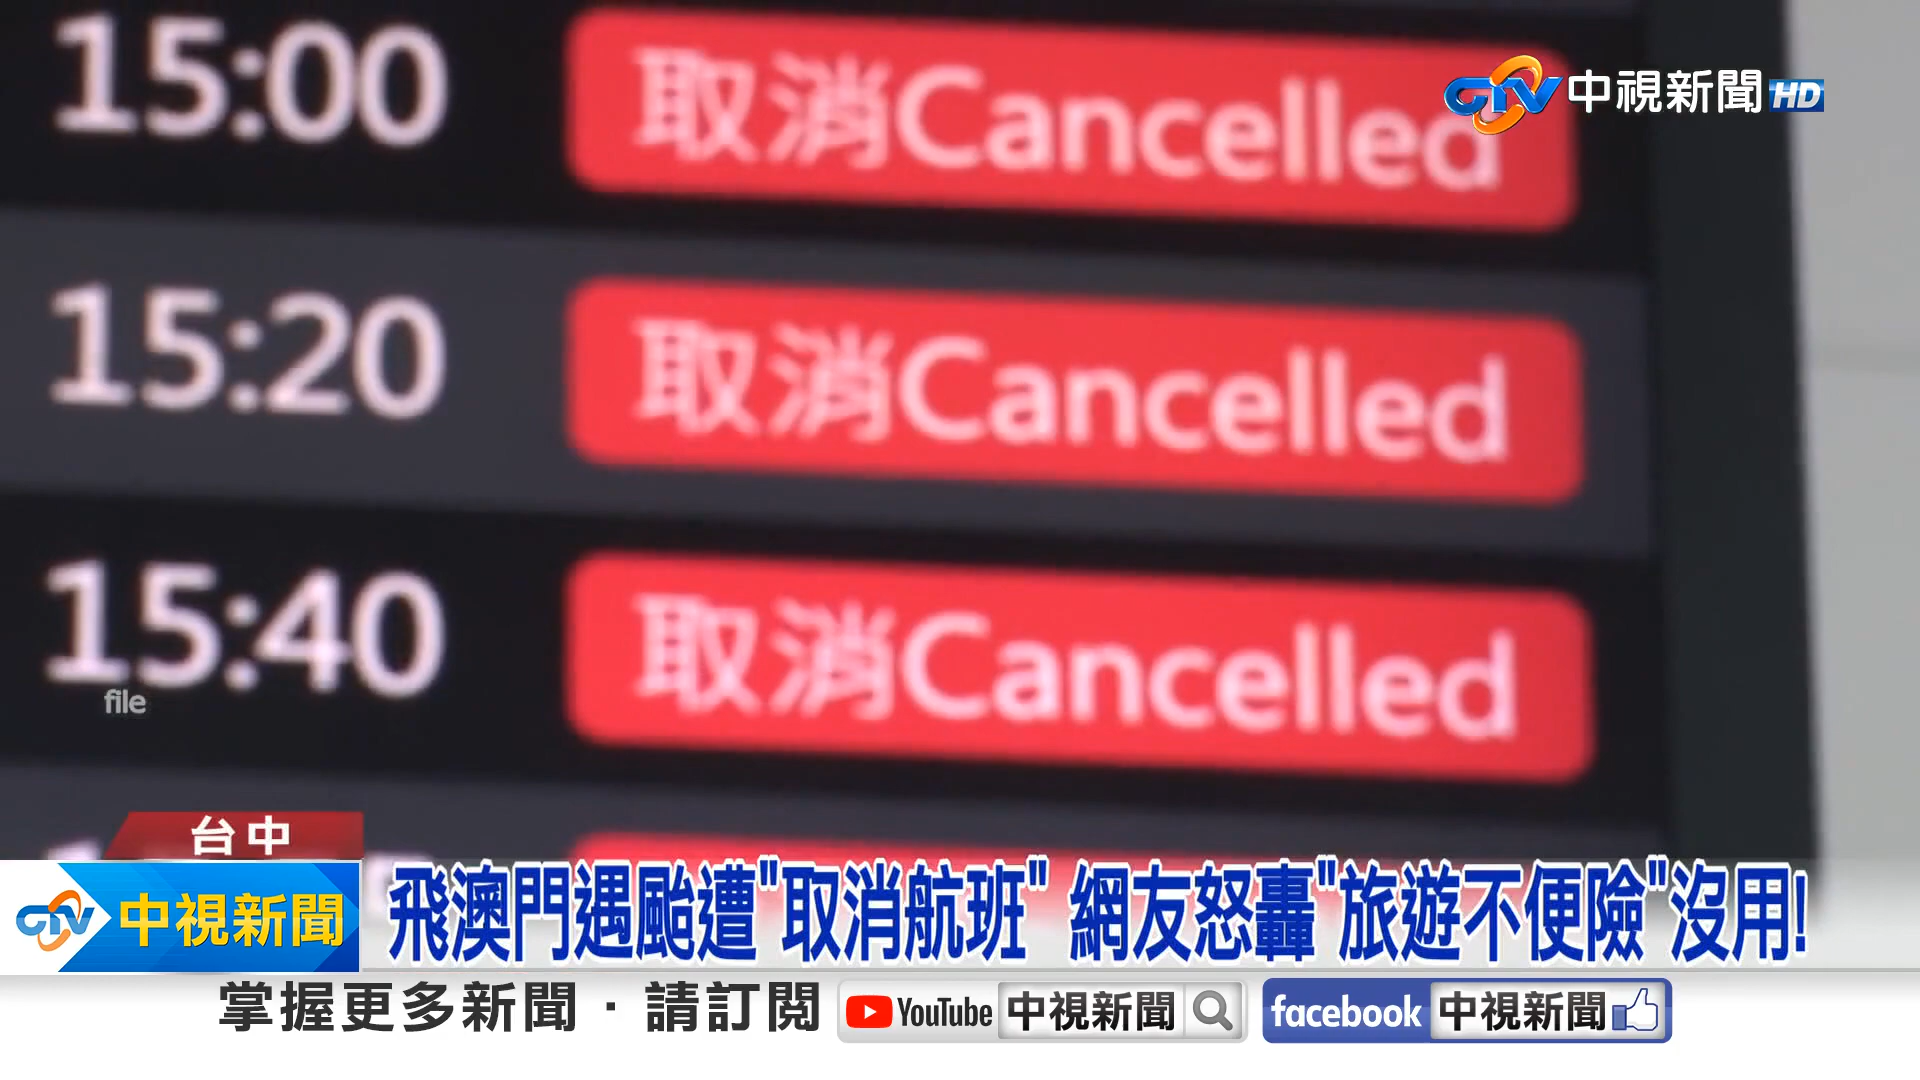 15:00 取消Cancelled
CTV 中視新聞 HD
15:20 取消Cancelled
15:40 取消Cancelled
file
台中
CTV 中視新聞
飛澳門遇颱遭"取消航班" 網友怒轟"旅遊不便險"沒用!
掌握更多新聞・請訂閱 YouTube 中視新聞 facebook 中視新聞